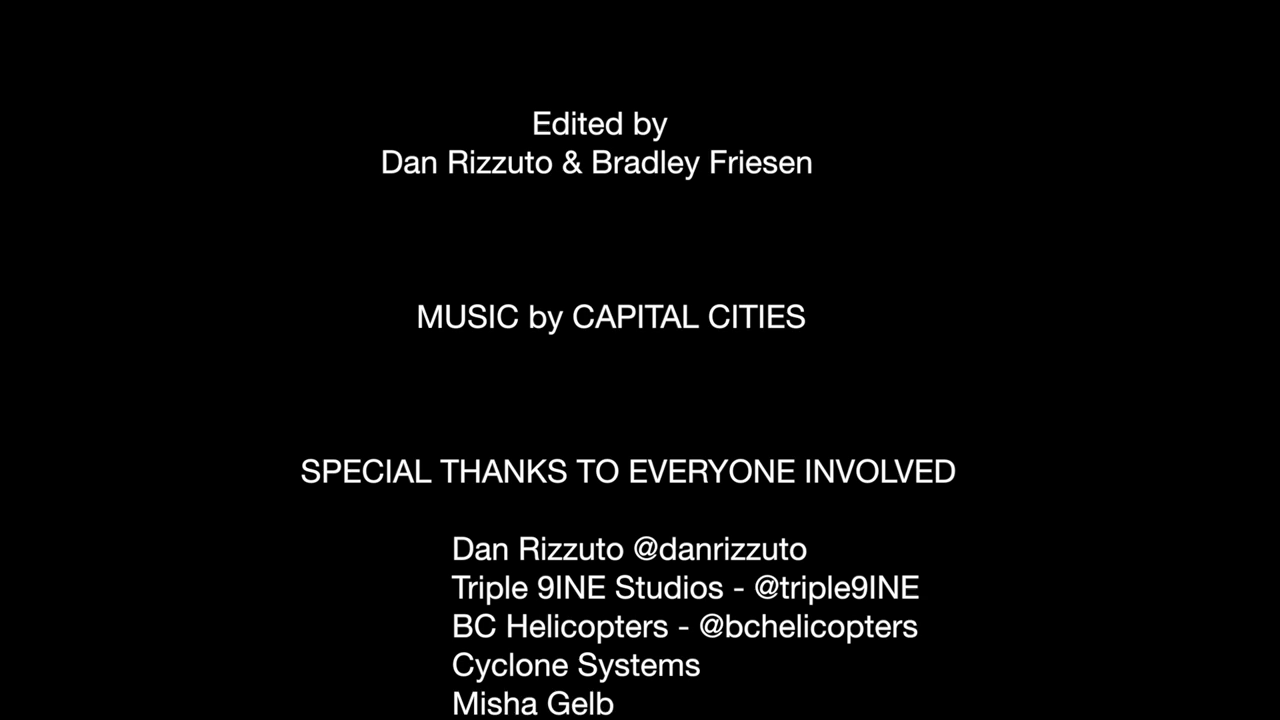 Edited by
Dan Rizzuto & Bradley Friesen
MUSIC by CAPITAL CITIES
SPECIAL THANKS TO EVERYONE INVOLVED
Dan Rizzuto @danrizzuto
Triple 9INE Studios - @triple9INE
BC Helicopters - @bchelicopters
Cyclone Systems
Misha Gelb